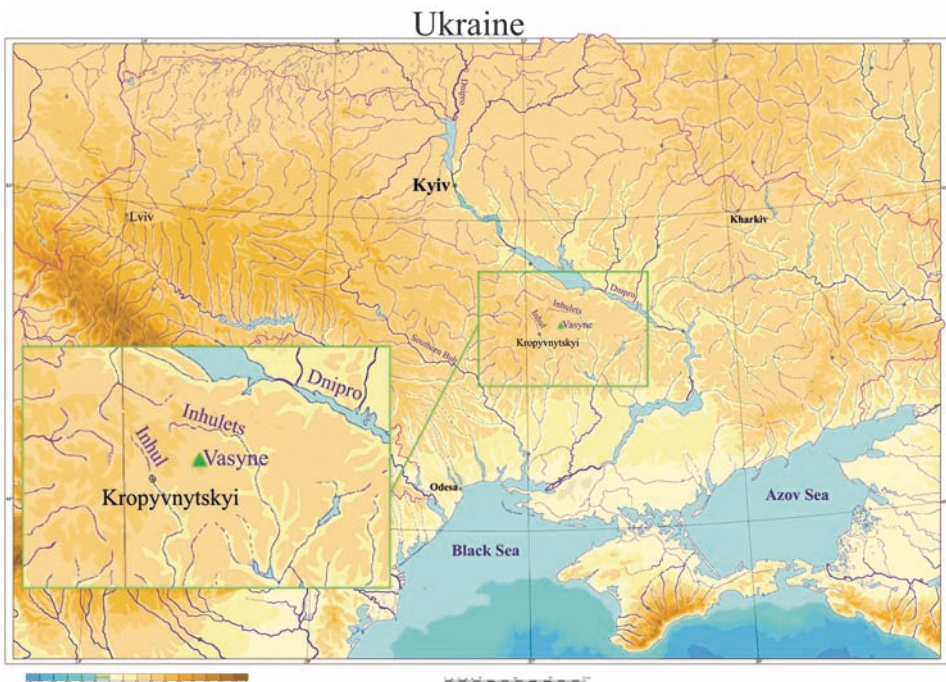 Ukraine
Dnipro
Kyiv
Lviv
Kharkiv
Dnipro
Inhulets
Inhul
Vasyne
Kropyvnytskyi
Southern Buh
Dnipro
Inhulets
Inhul
Vasyne
Kropyvnytskyi
Odesa
Azov Sea
Black Sea